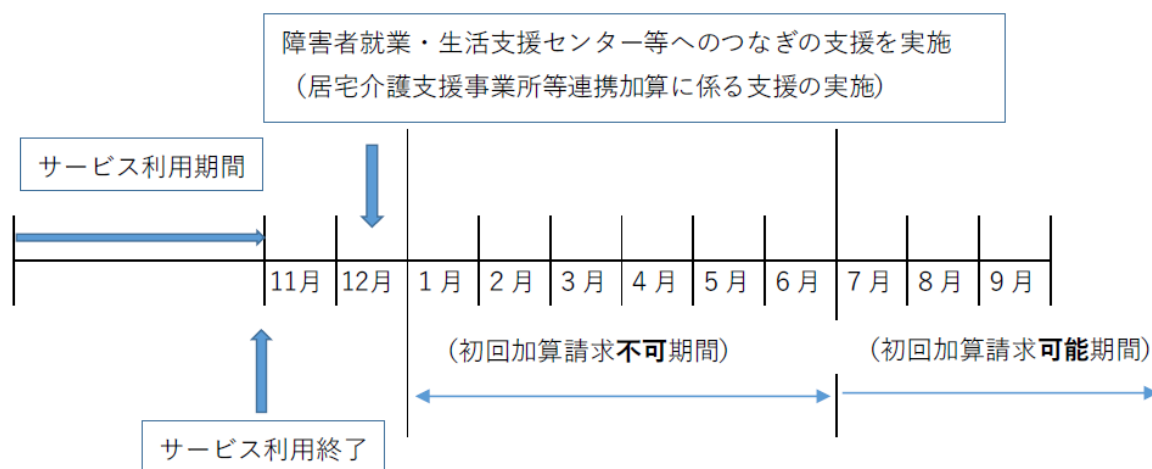 障害者就業・生活支援センター等へのつなぎの支援を実施
（居宅介護支援事業所等連携加算に係る支援の実施）
サービス利用期間
11月 12月 1月 2月 3月 4月 5月 6月 7月 8月 9月
（初回加算請求不可期間） （初回加算請求可能期間）
サービス利用終了